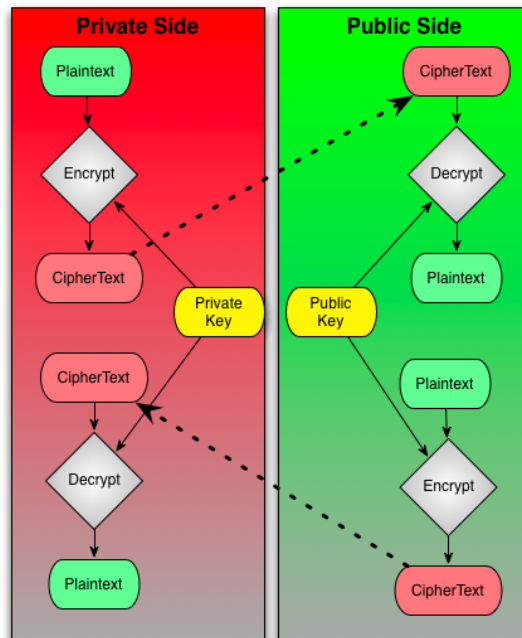 Private Side
Plaintext
Encrypt
CipherText
Private
Key
CipherText
Decrypt
Plaintext
Public Side
CipherText
Decrypt
Plaintext
Public
Key
Plaintext
Encrypt
CipherText